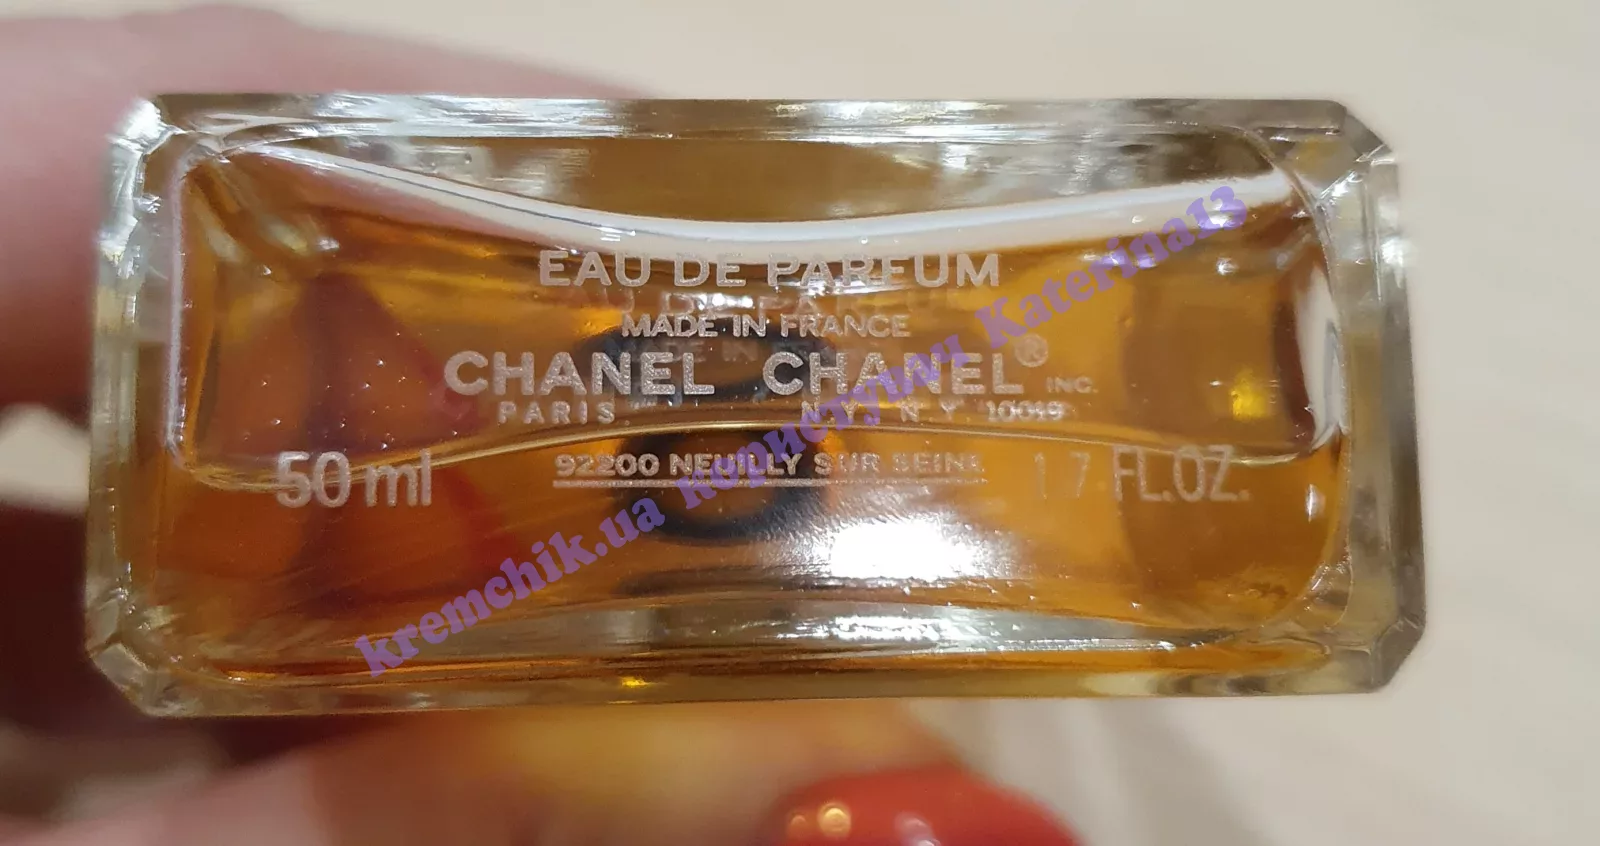 EAU DE PARFUM
MADE IN FRANCE
CHANEL CHANEL® INC.
PARIS. N.Y. N.Y. 10019
50 ml 92200 NEUILLY SUR SEINE 1.7 FL.OZ.
kremchik.ua користувач Katerina13